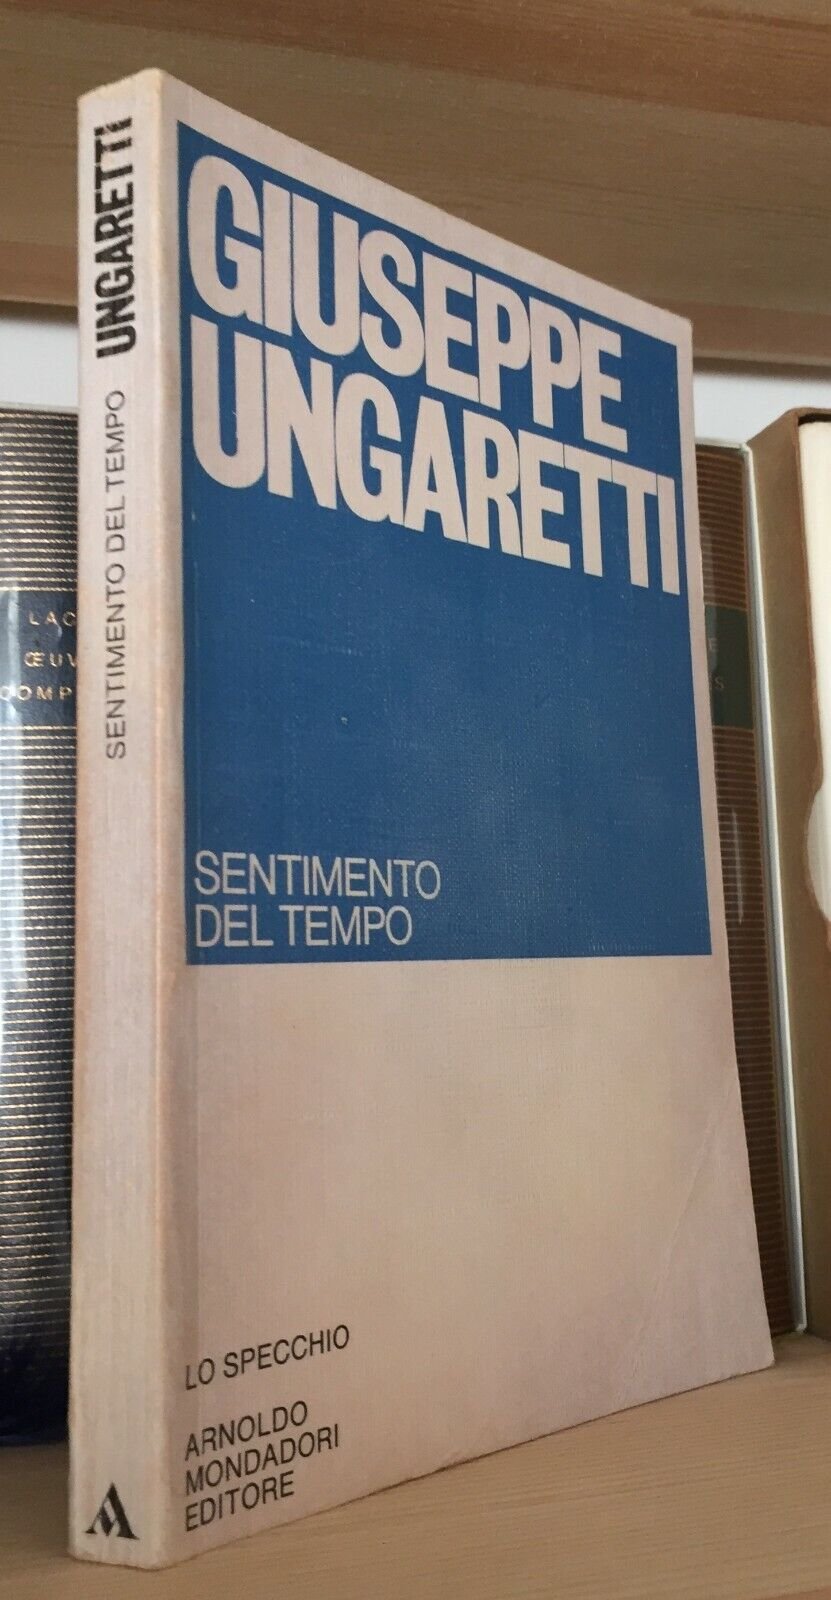 UNGARETTI
SENTIMENTO DEL TEMPO
GIUSEPPE
UNGARETTI
SENTIMENTO
DEL TEMPO
LO SPECCHIO
ARNOLDO
MONDADORI
EDITORE